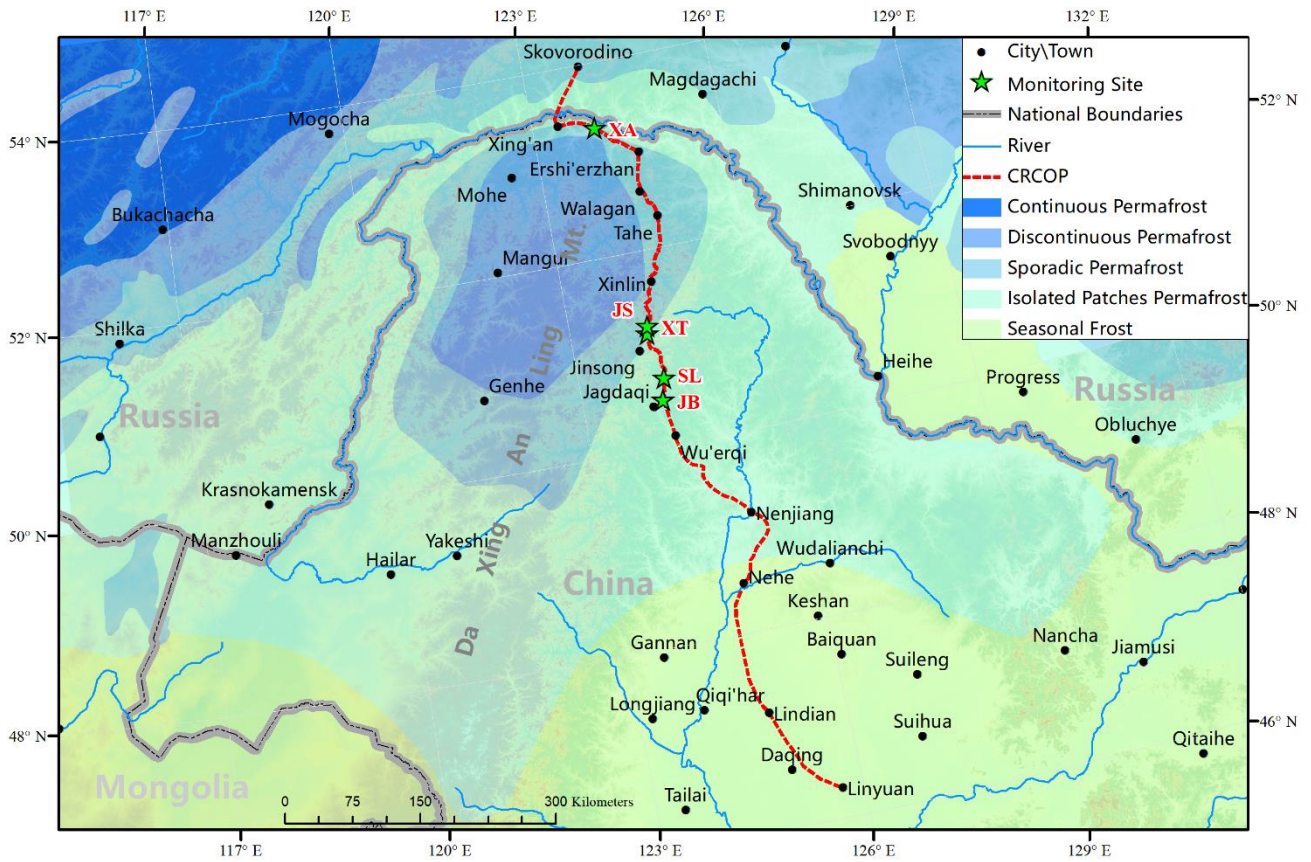 117° E
120° E
123° E
126° E
129° E
132° E
Skovorodino
City\Town
Magdagachi
Monitoring Site
52° N
Mogocha
National Boundaries
54° N
XA
Xing'an
River
Ershi'erzhan
CRCOP
Mohe
Shimanovsk
Walagan
Continuous Permafrost
Bukachacha
Tahe
Discontinuous Permafrost
Svobodnyy
Mt.
Mangui
Sporadic Permafrost
Xinlin
Isolated Patches Permafrost
50° N
JS
XT
Seasonal Frost
Shilka
52° N
Ling
Jinsong
Heihe
SL
Progress
Genhe
Jagdaqi
Russia
Russia
JB
Obluchye
An
Wu'erqi
Krasnokamensk
Nenjiang
48° N
50° N
Manzhouli
Yakeshi
Wudalianchi
Hailar
Xing
China
Nehe
Keshan
Da
Gannan
Baiquan
Nancha
Jiamusi
Suileng
Longjiang
Qiqi'har
Lindian
46° N
48° N
Suihua
Qitaihe
Daqing
Mongolia
Linyuan
0 75 150 300 Kilometers
Tailai
117° E
120° E
123° E
126° E
129° E